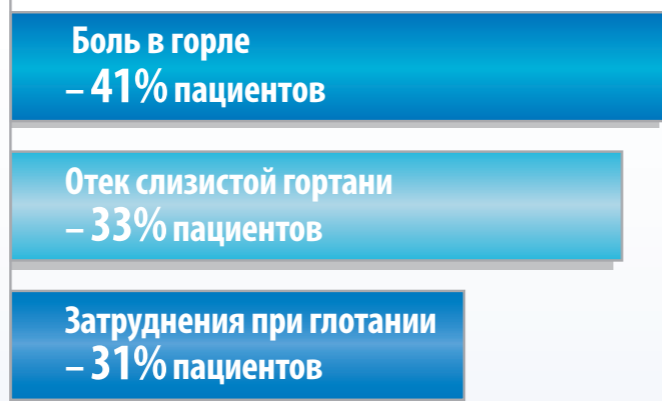 Боль в горле
– 41% пациентов
Отек слизистой гортани
– 33% пациентов
Затруднения при глотании
– 31% пациентов